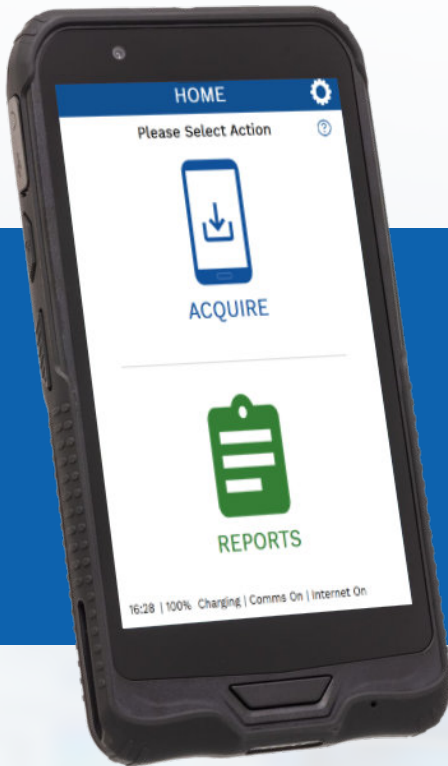 HOME
Please Select Action
ACQUIRE
REPORTS
16:28 | 100% Charging | Comms On | Internet On